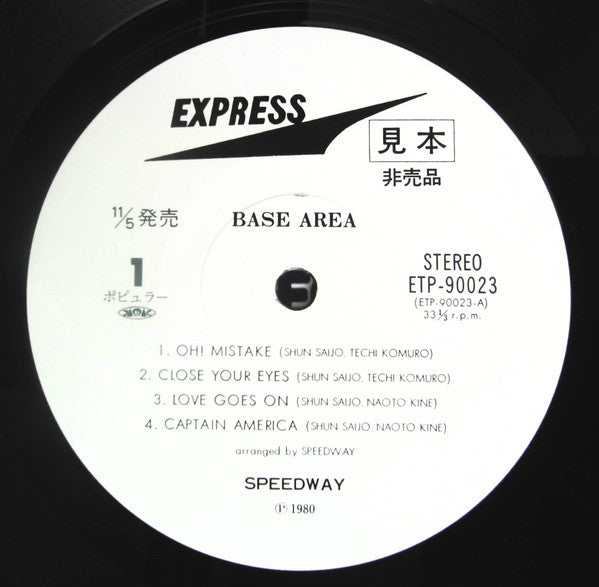 EXPRESS
見本
非売品
11/5発売
BASE AREA
1
ポピュラー
STEREO
ETP-90023
(ETP-90023-A)
33⅓ r.p.m.
1. OH! MISTAKE (SHUN SAIJO, TECHI KOMURO)
2. CLOSE YOUR EYES (SHUN SAIJO, TECHI KOMURO)
3. LOVE GOES ON (SHUN SAIJO, NAOTO KINE)
4. CAPTAIN AMERICA (SHUN SAIJO, NAOTO KINE)
arranged by SPEEDWAY
SPEEDWAY
Ⓟ 1980